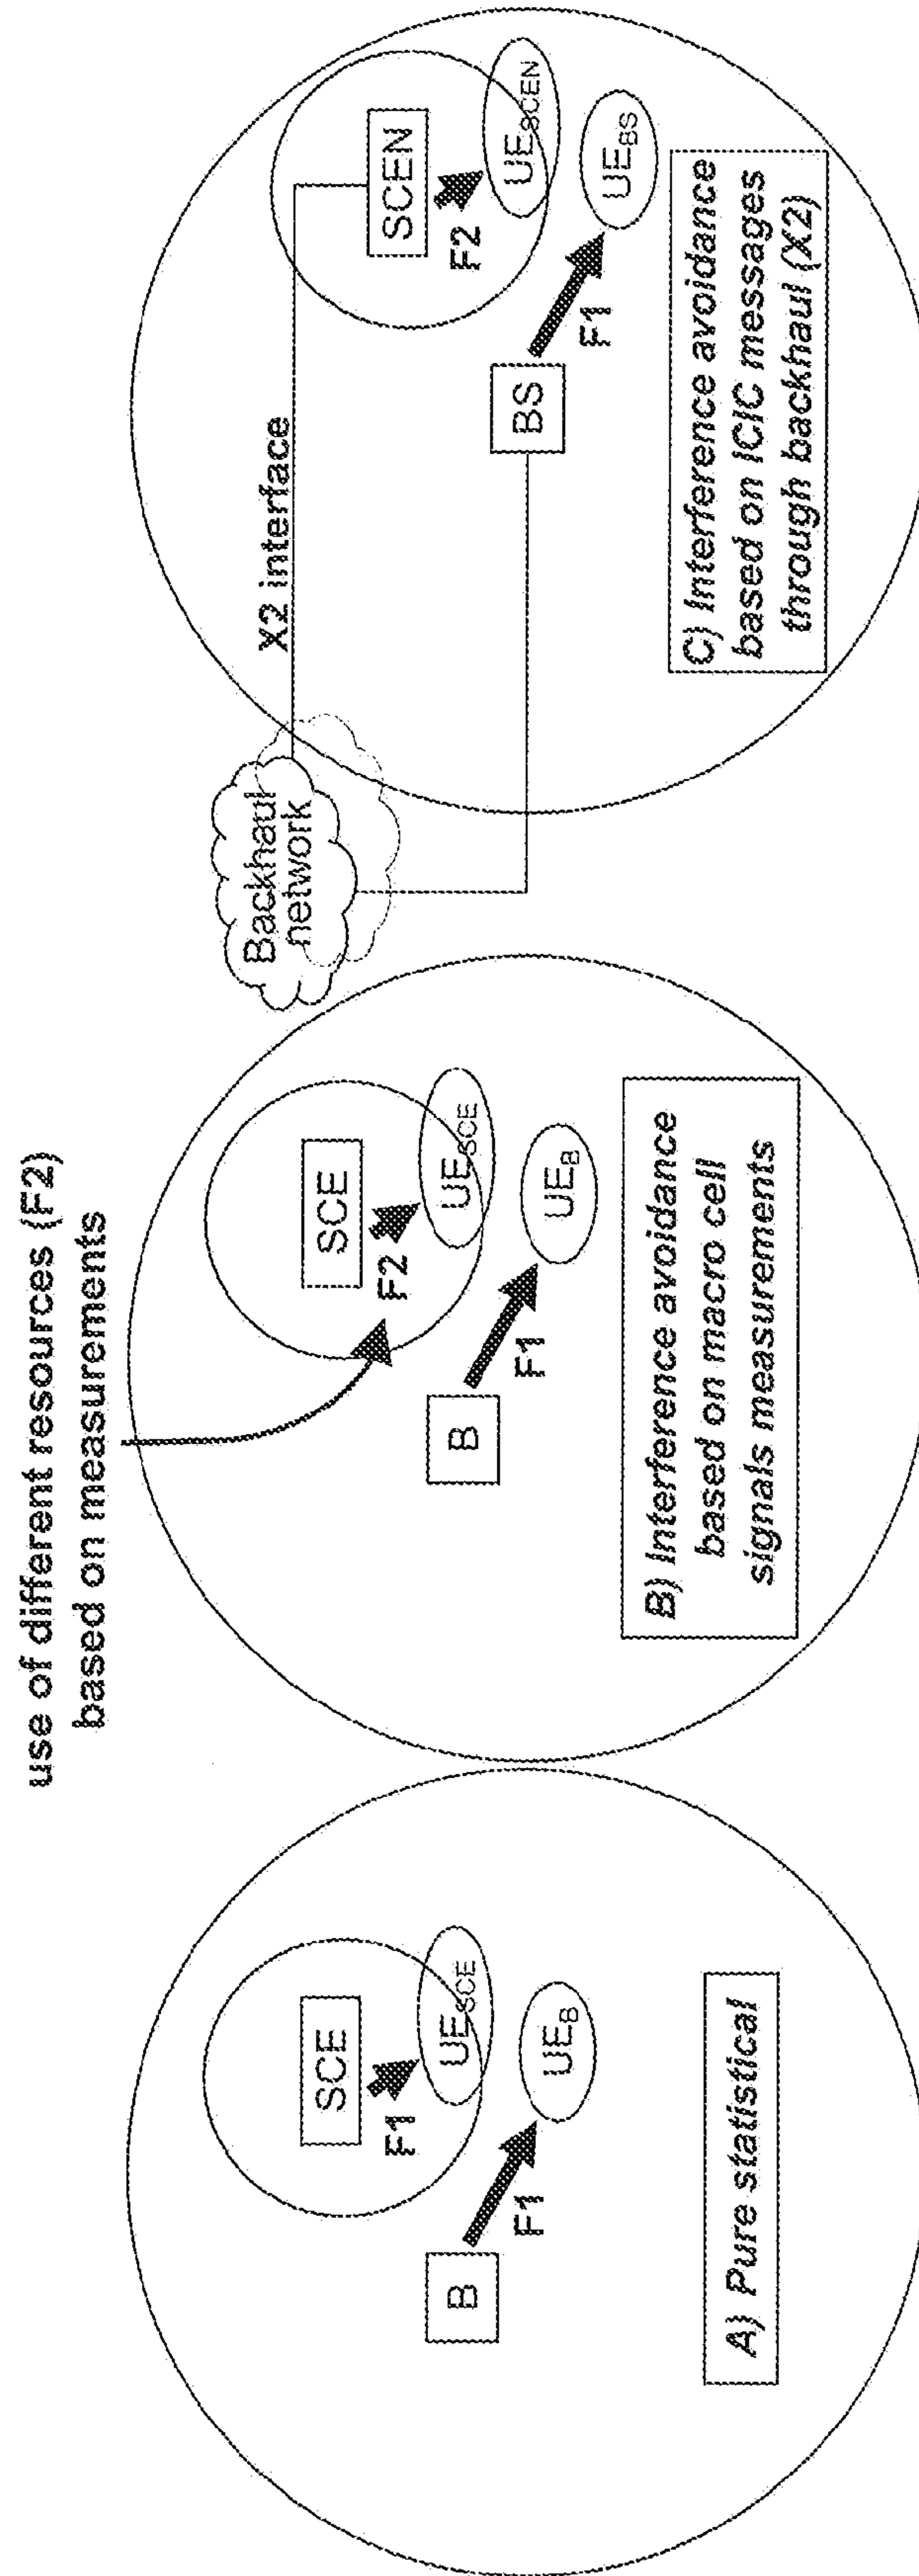 use of different resources (F2)
based on measurements
SCE
F1
UE_SCE
B
F1
UE_B
A) Pure statistical
SCE
F2
UE_SCE
B
F1
UE_B
B) Interference avoidance
based on macro cell
signals measurements
Backhaul
network
X2 interface
SCEN
F2
UE_SCEN
BS
F1
UE_BS
C) Interference avoidance
based on ICIC messages
through backhaul (X2)